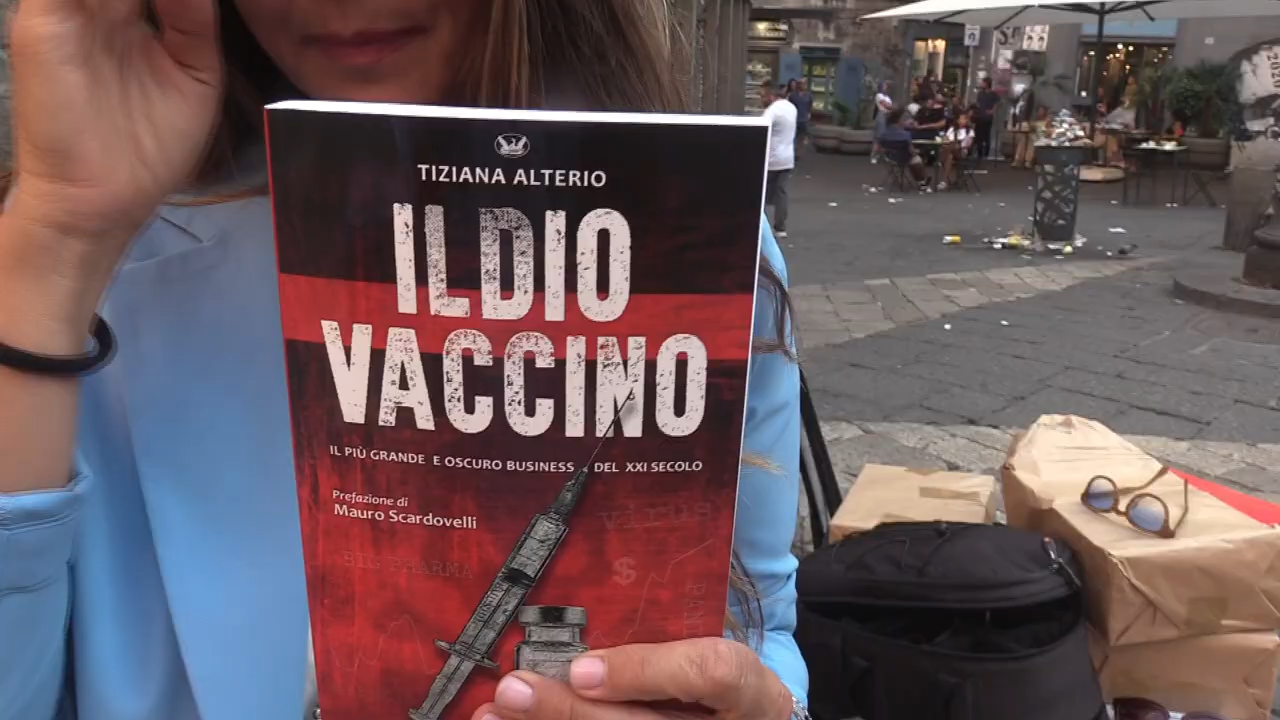 TIZIANA ALTERIO
IL DIO
VACCINO
IL PIÙ GRANDE E OSCURO BUSINESS DEL XXI SECOLO
Prefazione di
Mauro Scardovelli
virus
BIG PHARMA
$